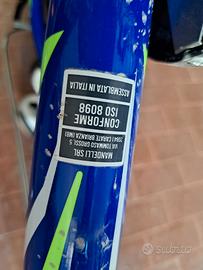 ASSEMBLATA IN ITALIA
CONFORME
ISO 8098
MANDELLI SRL
VIA TOMMASO GROSSI, 5
20841 CARATE BRIANZA (MB)
Subito